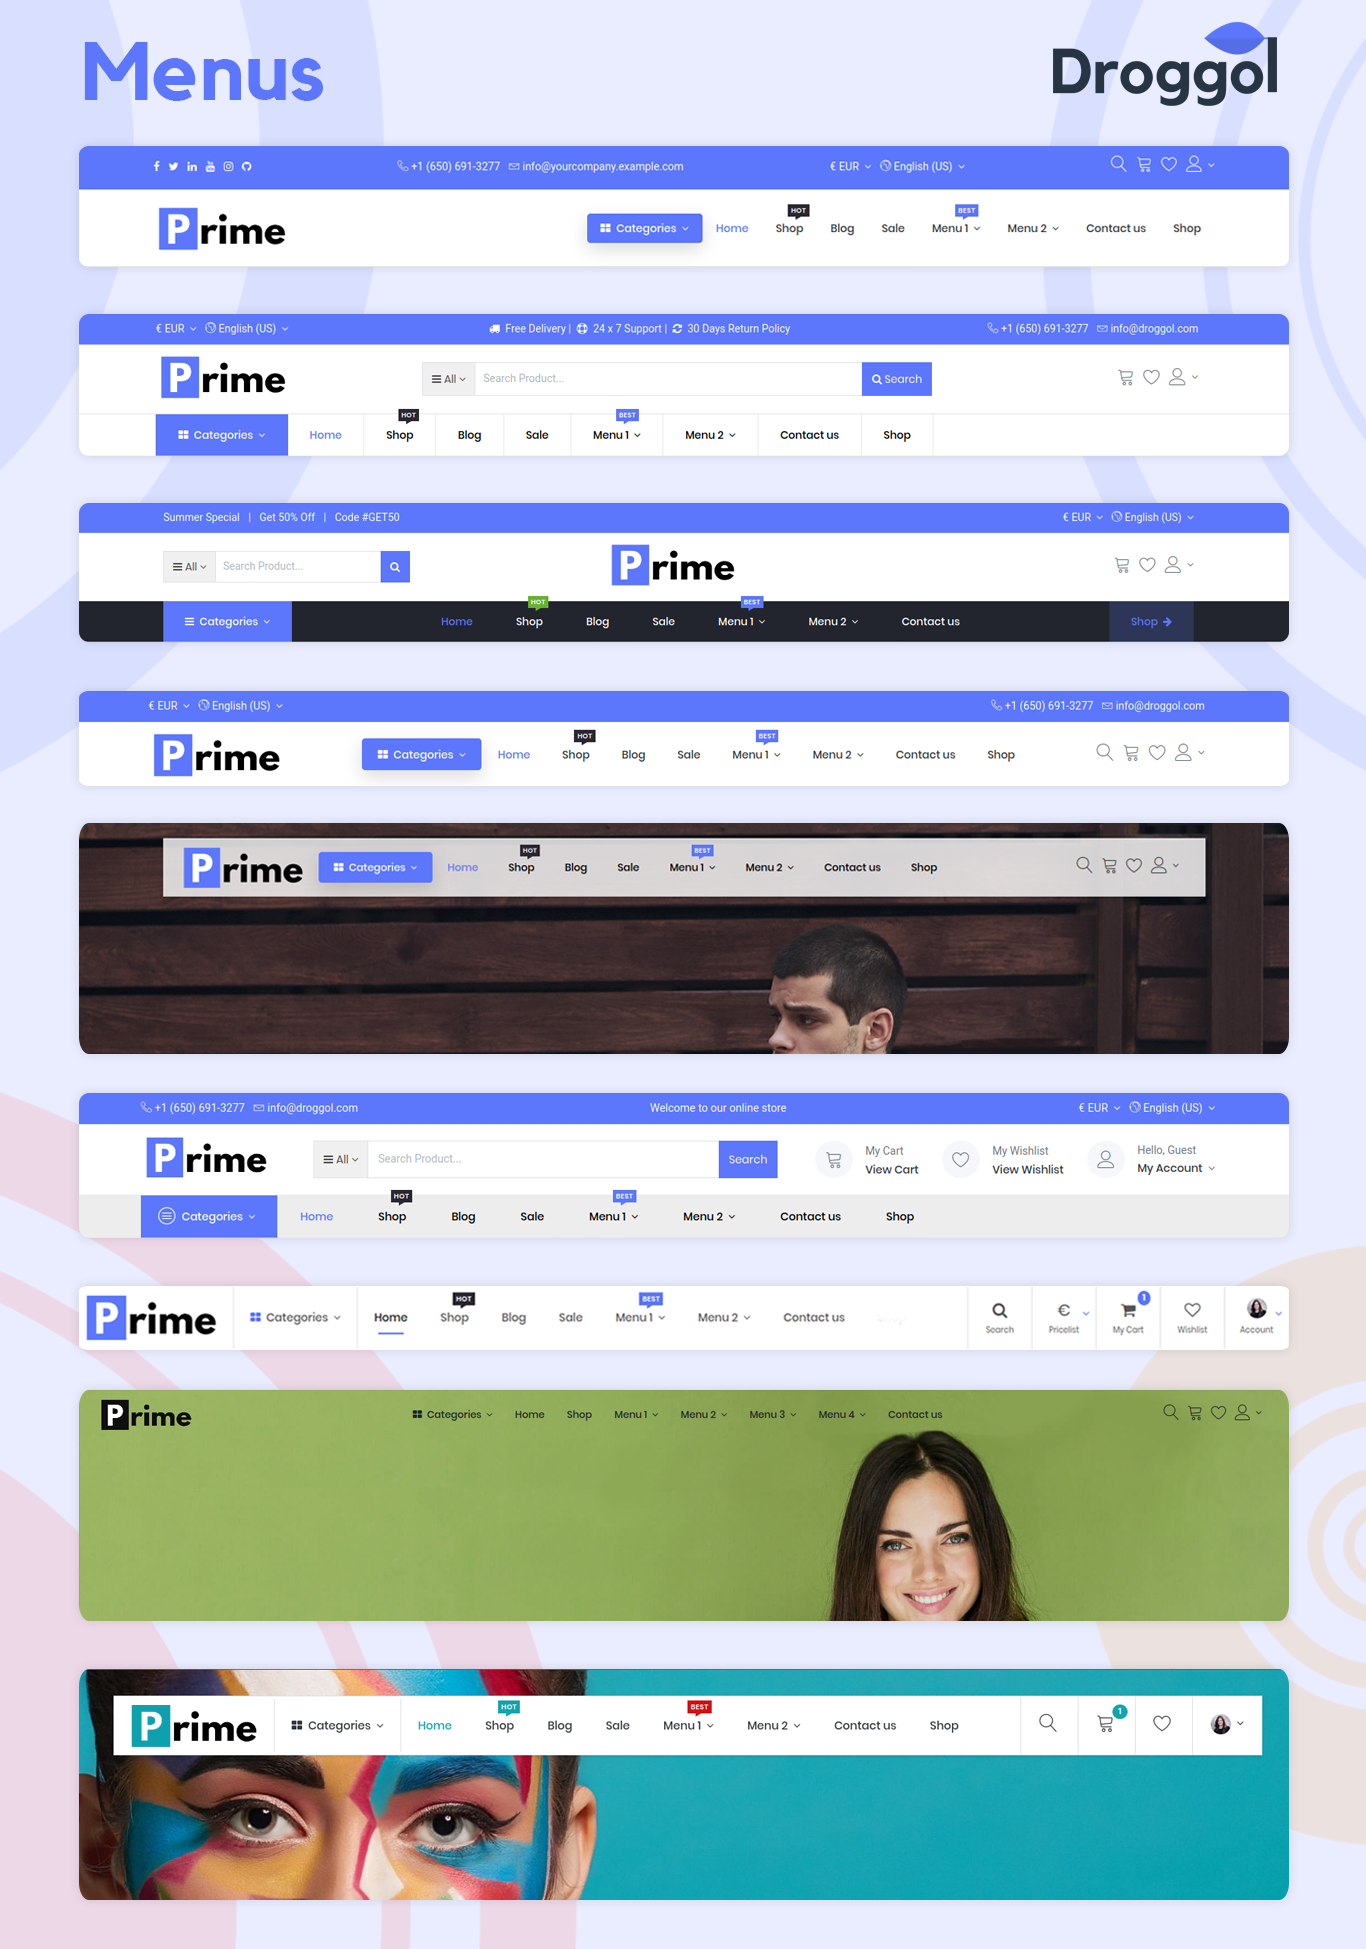 Menus
Droggol
+1 (650) 691-3277 info@yourcompany.example.com € EUR English (US)
HOT BEST
Prime Categories Home Shop Blog Sale Menu 1 Menu 2 Contact us Shop
€ EUR English (US) Free Delivery | 24 x 7 Support | 30 Days Return Policy +1 (650) 691-3277 info@droggol.com
Prime All Search Product... Search
HOT BEST
Categories Home Shop Blog Sale Menu 1 Menu 2 Contact us Shop
Summer Special | Get 50% Off | Code #GET50 € EUR English (US)
All Search Product... Prime
HOT BEST
Categories Home Shop Blog Sale Menu 1 Menu 2 Contact us Shop
€ EUR English (US) +1 (650) 691-3277 info@droggol.com
HOT BEST
Prime Categories Home Shop Blog Sale Menu 1 Menu 2 Contact us Shop
HOT BEST
Prime Categories Home Shop Blog Sale Menu 1 Menu 2 Contact us Shop
+1 (650) 691-3277 info@droggol.com Welcome to our online store € EUR English (US)
Prime All Search Product... Search My Cart View Cart My Wishlist View Wishlist Hello, Guest My Account
HOT BEST
Categories Home Shop Blog Sale Menu 1 Menu 2 Contact us Shop
HOT BEST 1
Prime Categories Home Shop Blog Sale Menu 1 Menu 2 Contact us Shop
€
Search Pricelist My Cart Wishlist Account
Prime Categories Home Shop Menu 1 Menu 2 Menu 3 Menu 4 Contact us
HOT BEST 1
Prime Categories Home Shop Blog Sale Menu 1 Menu 2 Contact us Shop